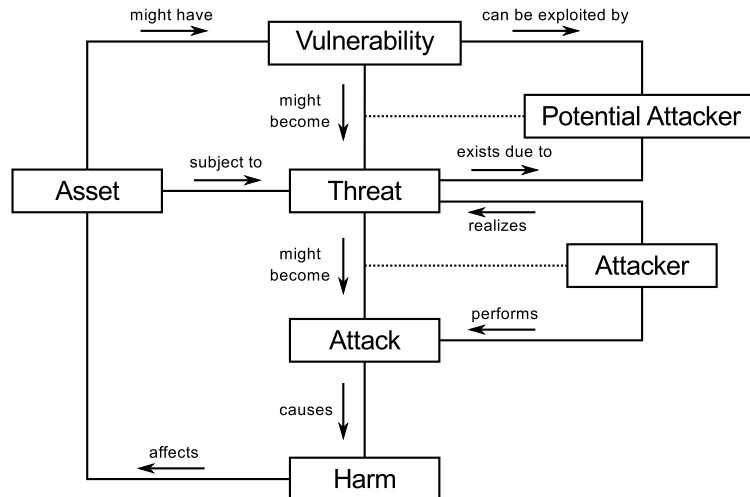 might have
can be exploited by
Vulnerability
might
become
Potential Attacker
subject to
exists due to
Asset
Threat
realizes
might
become
Attacker
performs
Attack
causes
affects
Harm